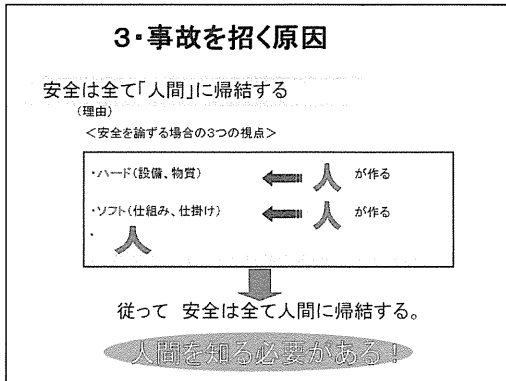 3・事故を招く原因
安全は全て「人間」に帰結する
(理由)
<安全を論ずる場合の3つの視点>
・ハード(設備、物質) 人 が作る
・ソフト(仕組み、仕掛け) 人 が作る
・ 人
従って 安全は全て人間に帰結する。
人間を知る必要がある!